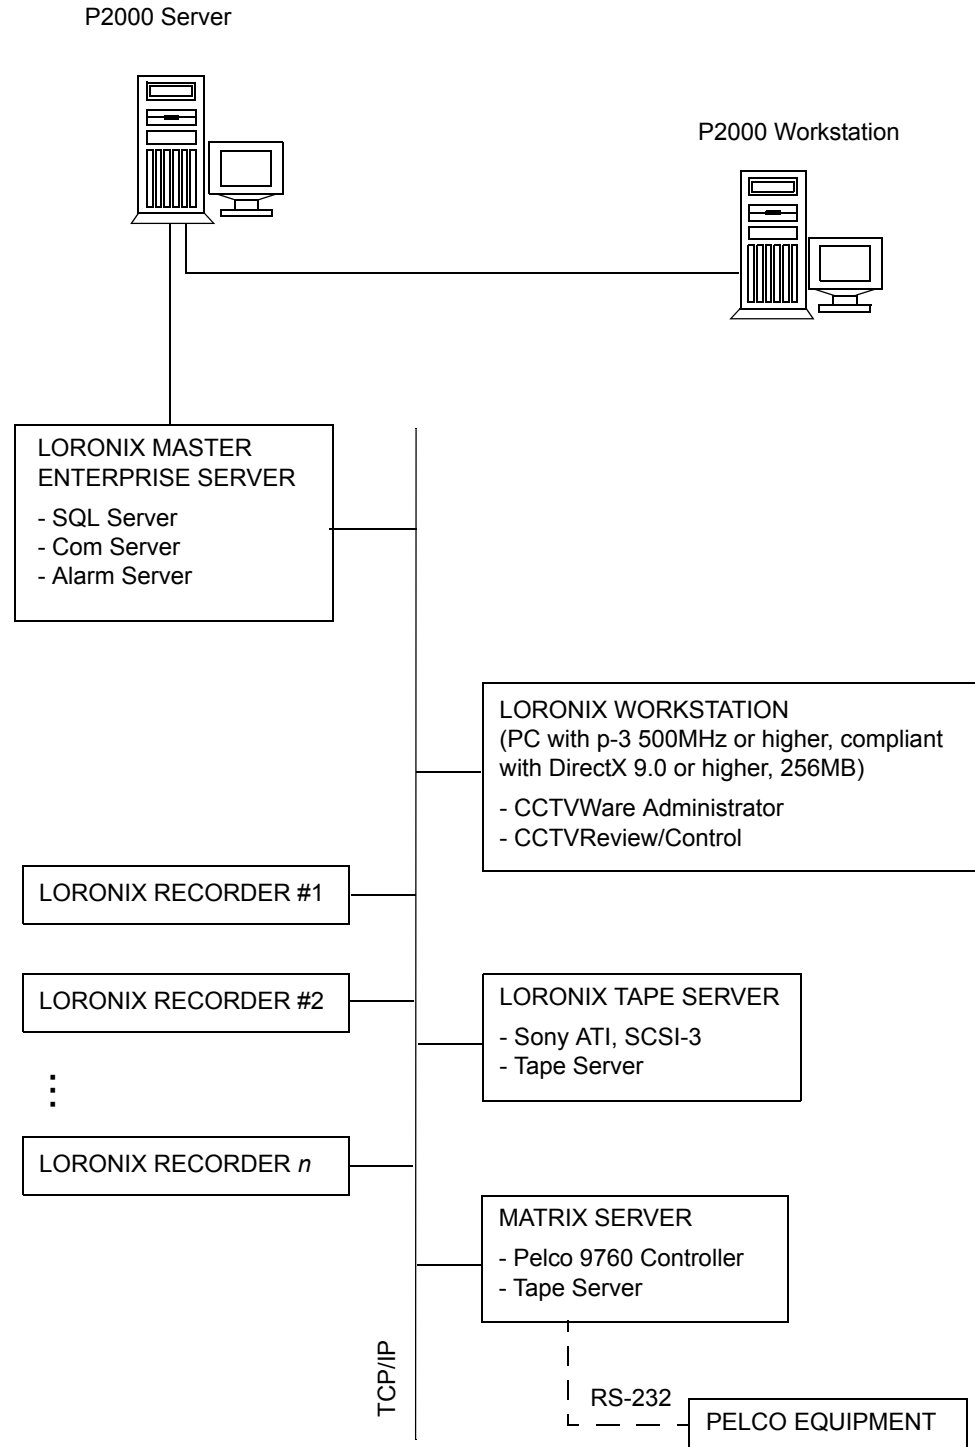 P2000 Server
P2000 Workstation
LORONIX MASTER
ENTERPRISE SERVER
- SQL Server
- Com Server
- Alarm Server
LORONIX WORKSTATION
(PC with p-3 500MHz or higher, compliant
with DirectX 9.0 or higher, 256MB)
- CCTVWare Administrator
- CCTVReview/Control
LORONIX RECORDER #1
LORONIX RECORDER #2
LORONIX TAPE SERVER
- Sony ATI, SCSI-3
- Tape Server
⋮
LORONIX RECORDER n
MATRIX SERVER
- Pelco 9760 Controller
- Tape Server
TCP/IP
RS-232
PELCO EQUIPMENT